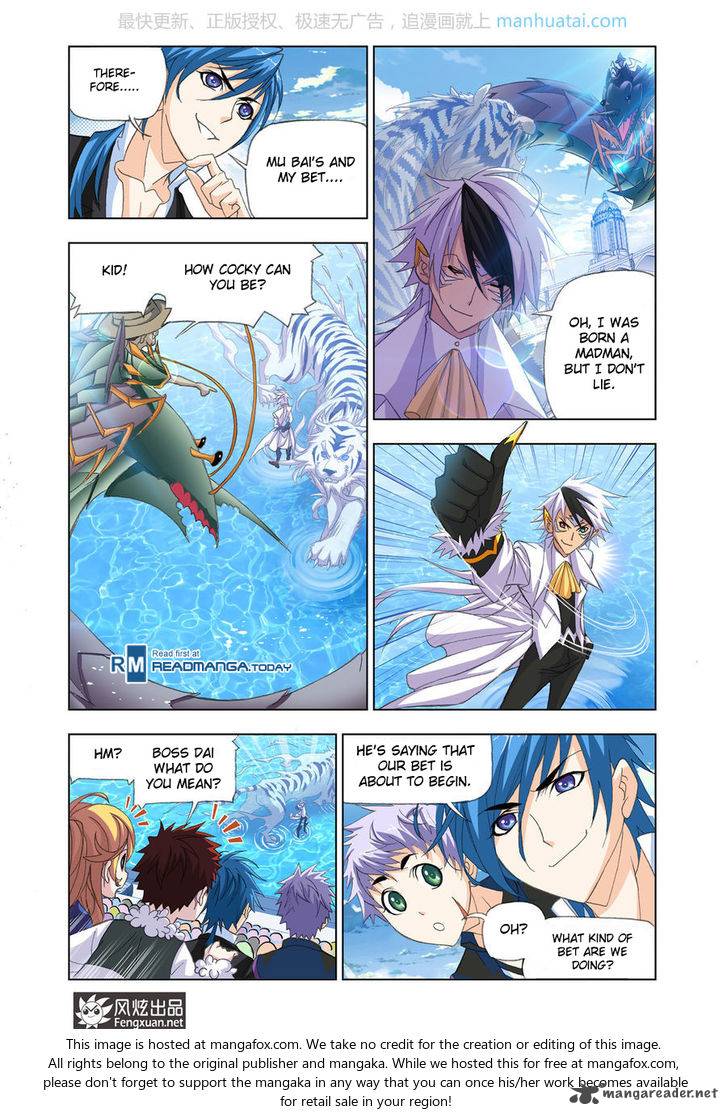 最快更新、正版授权、极速无广告，追漫画就上 manhuatai.com
THERE-
FORE.....
MU BAI'S AND
MY BET....
OH, I WAS
BORN A
MADMAN,
BUT I DON'T
LIE.
KID!
HOW COCKY CAN
YOU BE?
RM Read first at
READMANGA.TODAY
HM?
BOSS DAI
WHAT DO
YOU MEAN?
HE'S SAYING THAT
OUR BET IS
ABOUT TO BEGIN.
OH?
WHAT KIND OF
BET ARE WE
DOING?
风炫出品
Fengxuan.net
This image is hosted at mangafox.com. We take no credit for the creation or editing of this image.
All rights belong to the original publisher and mangaka. While we hosted this for free at mangafox.com,
please don't forget to support the mangaka in any way that you can once his/her work becomes available
for retail sale in your region!
mangareader.net